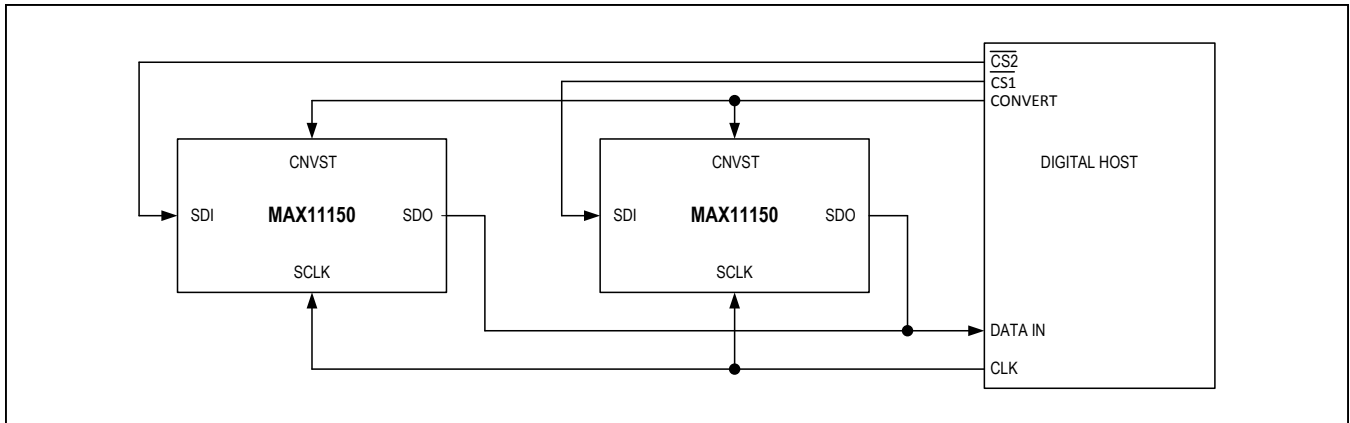 CS2
CS1
CONVERT
CNVST
CNVST
DIGITAL HOST
SDI
MAX11150
SDO
SDI
MAX11150
SDO
SCLK
SCLK
DATA IN
CLK